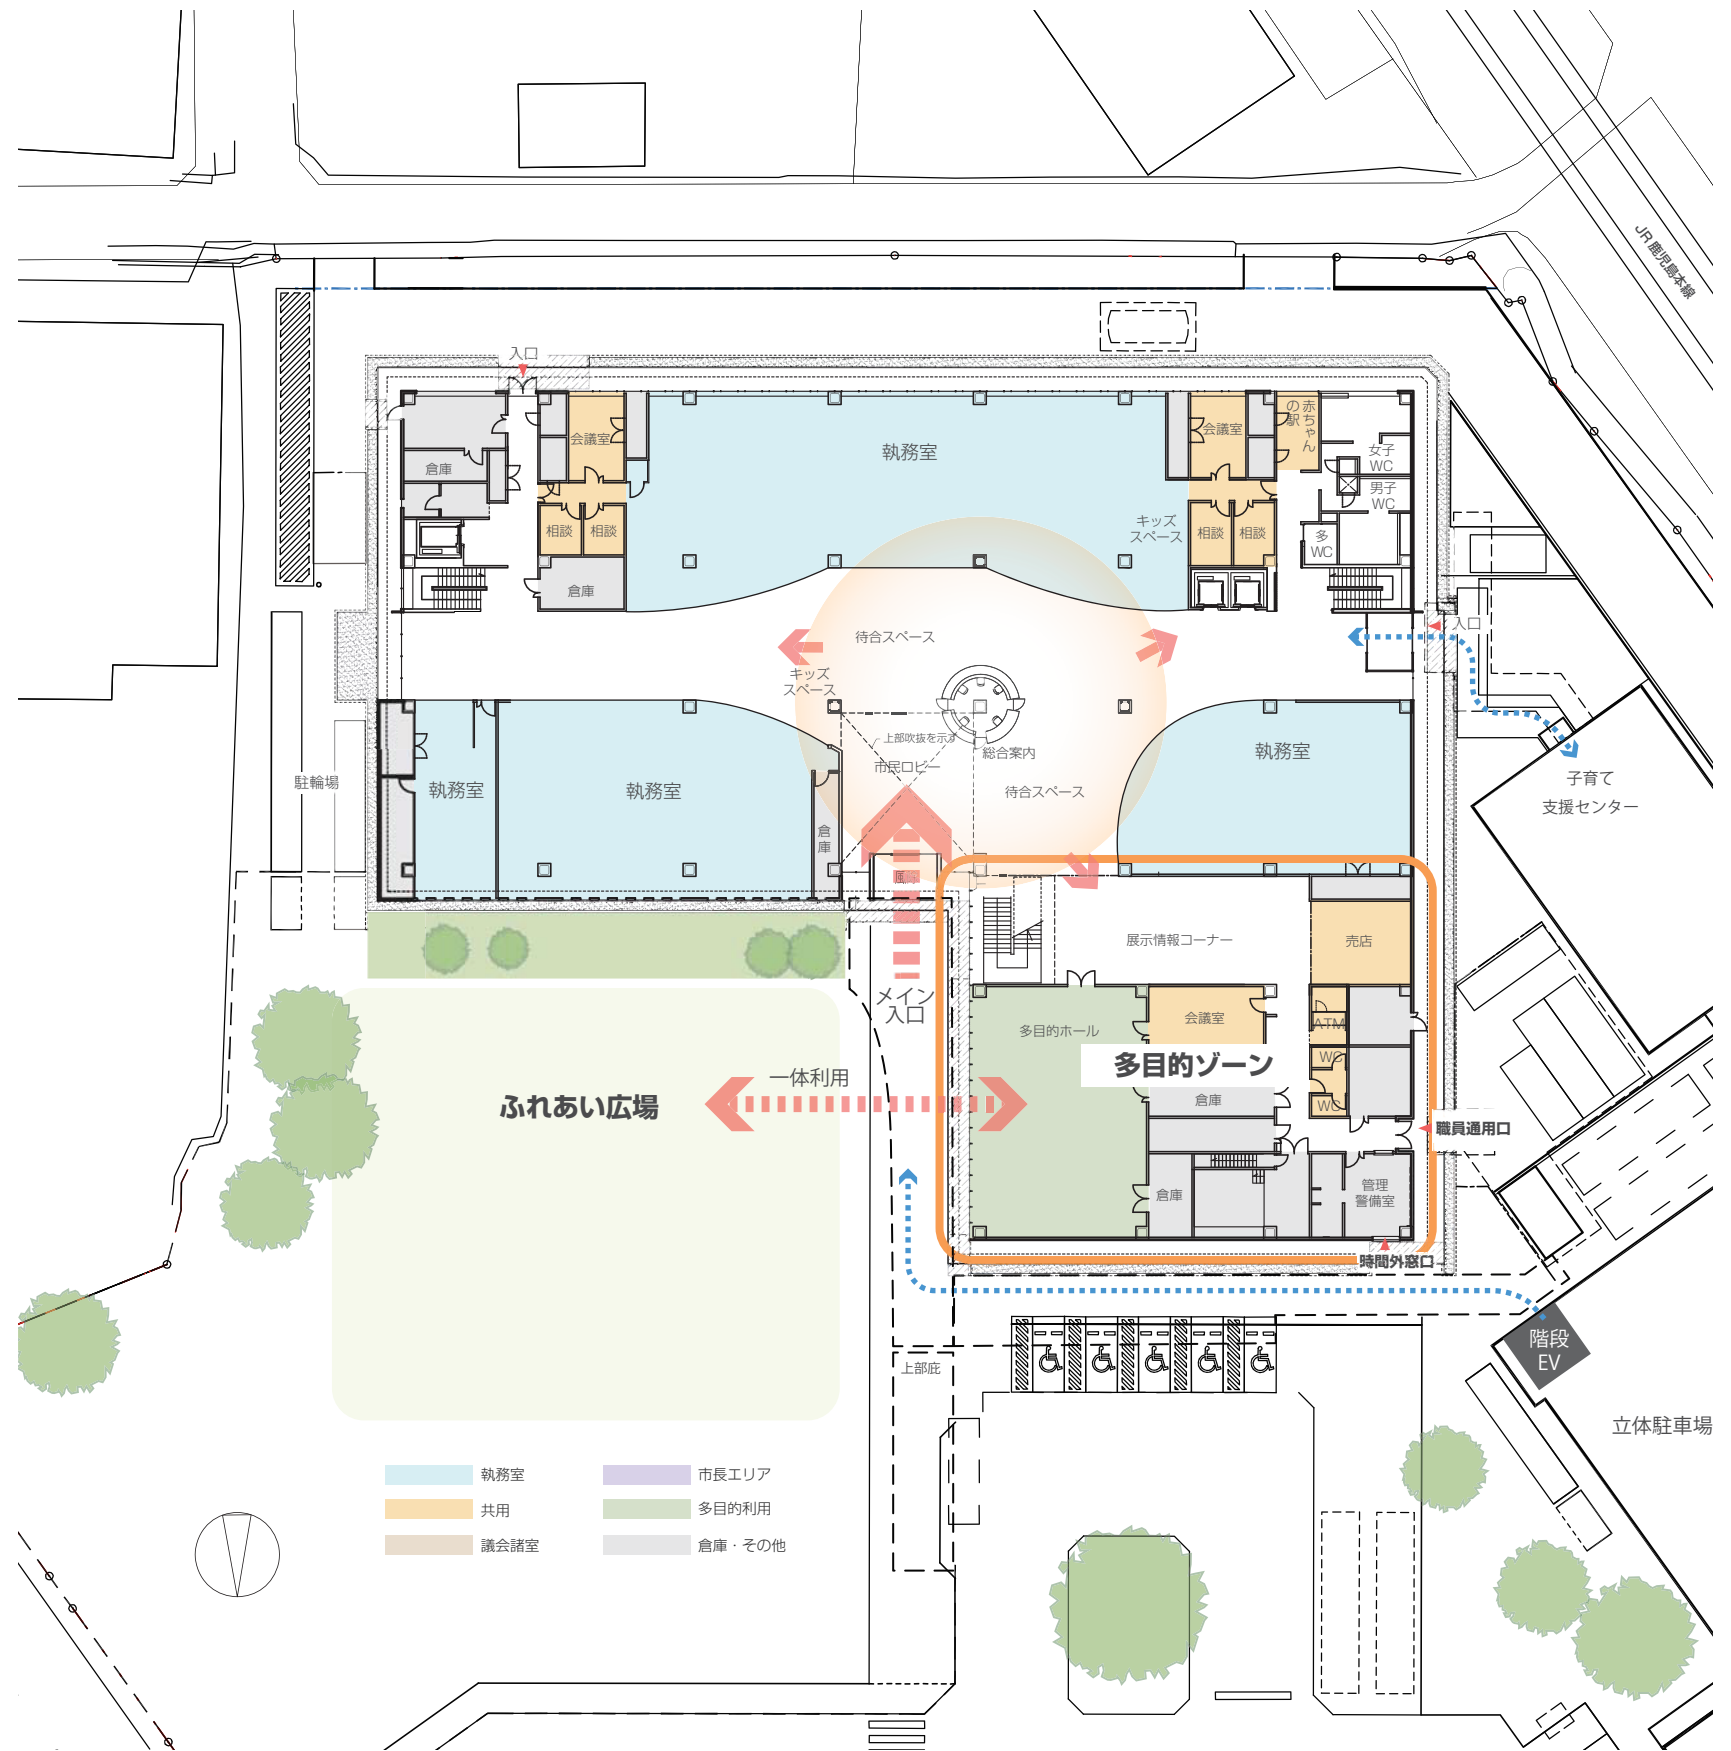 JR 鹿児島本線
入口
会議室
倉庫
相談
相談
倉庫
執務室
キッズ
スペース
会議室
赤ちゃん
の駅
女子
WC
男子
WC
相談
相談
多
WC
入口
待合スペース
キッズ
スペース
上部吹抜を示す
市民ロビー
総合案内
待合スペース
執務室
執務室
執務室
倉庫
駐輪場
子育て
支援センター
メイン
入口
展示情報コーナー
売店
多目的ホール
会議室
ATM
多目的ゾーン
WC
WC
倉庫
一体利用
ふれあい広場
職員通用口
倉庫
管理
警備室
時間外窓口
階段
EV
上部庇
立体駐車場
執務室
市長エリア
共用
多目的利用
議会諸室
倉庫・その他